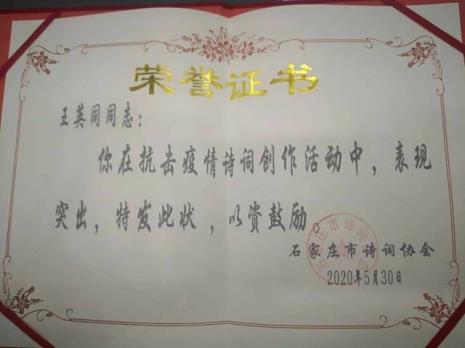 荣誉证书
王英同同志：
你在抗击疫情诗词创作活动中，表现
突出，特发此状，以资鼓励。
石家庄市诗词协会
2020年5月30日